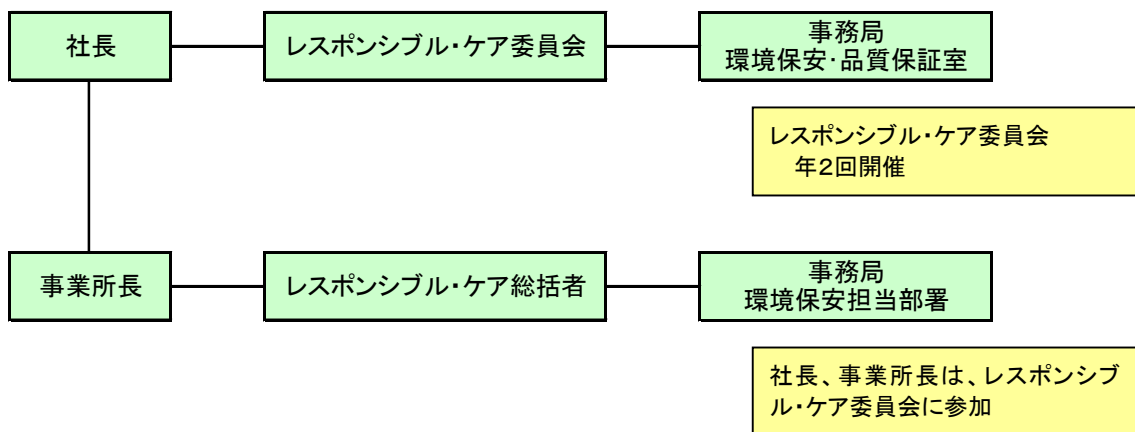 社長
レスポンシブル・ケア委員会
事務局
環境保安・品質保証室
レスポンシブル・ケア委員会
年2回開催
事業所長
レスポンシブル・ケア総括者
事務局
環境保安担当部署
社長、事業所長は、レスポンシブ
ル・ケア委員会に参加